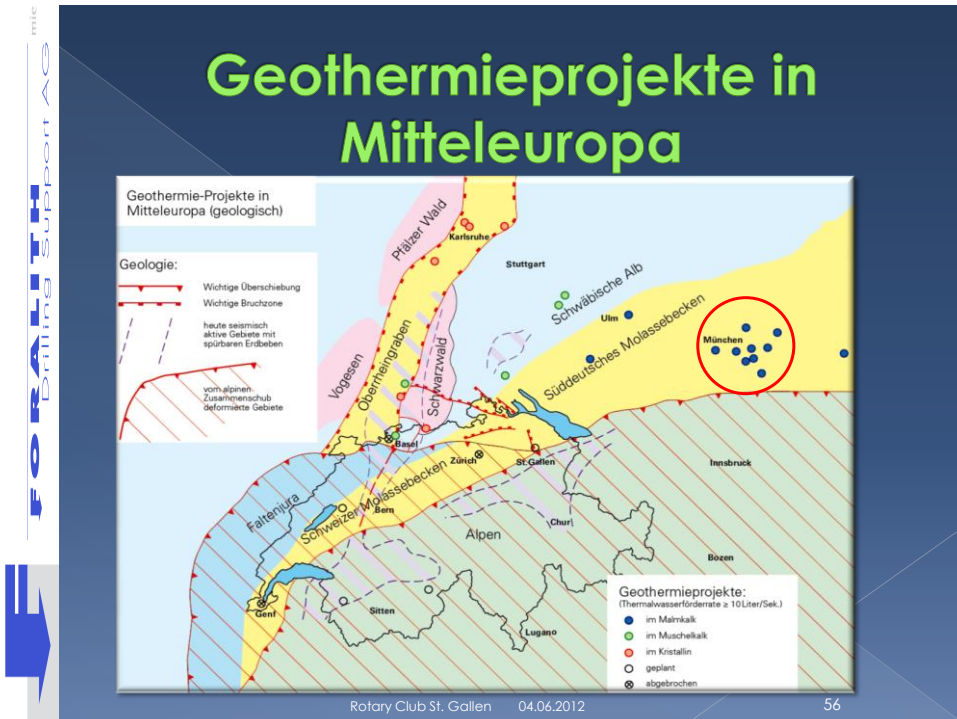 Geothermieprojekte in
Mitteleuropa
mic
FORALITH
Drilling Support AG
Geothermie-Projekte in
Mitteleuropa (geologisch)
Geologie:
Wichtige Überschiebung
Wichtige Bruchzone
heute seismisch
aktive Gebiete mit
spürbaren Erdbeben
vom alpinen
Zusammenschub
deformierte Gebiete
Pfälzer Wald
Karlsruhe
Stuttgart
Schwäbische Alb
Ulm
Süddeutsches Molassebecken
München
Vogesen
Oberrheingraben
Schwarzwald
Basel
Zürich
St.Gallen
Innsbruck
Faltenjura
Schweizer Molassebecken
Bern
Chur
Alpen
Bozen
Genf
Sitten
Lugano
Geothermieprojekte:
(Thermalwasserförderrate ≥ 10 Liter/Sek.)
im Malmkalk
im Muschelkalk
im Kristallin
geplant
abgebrochen
Rotary Club St. Gallen 04.06.2012 56